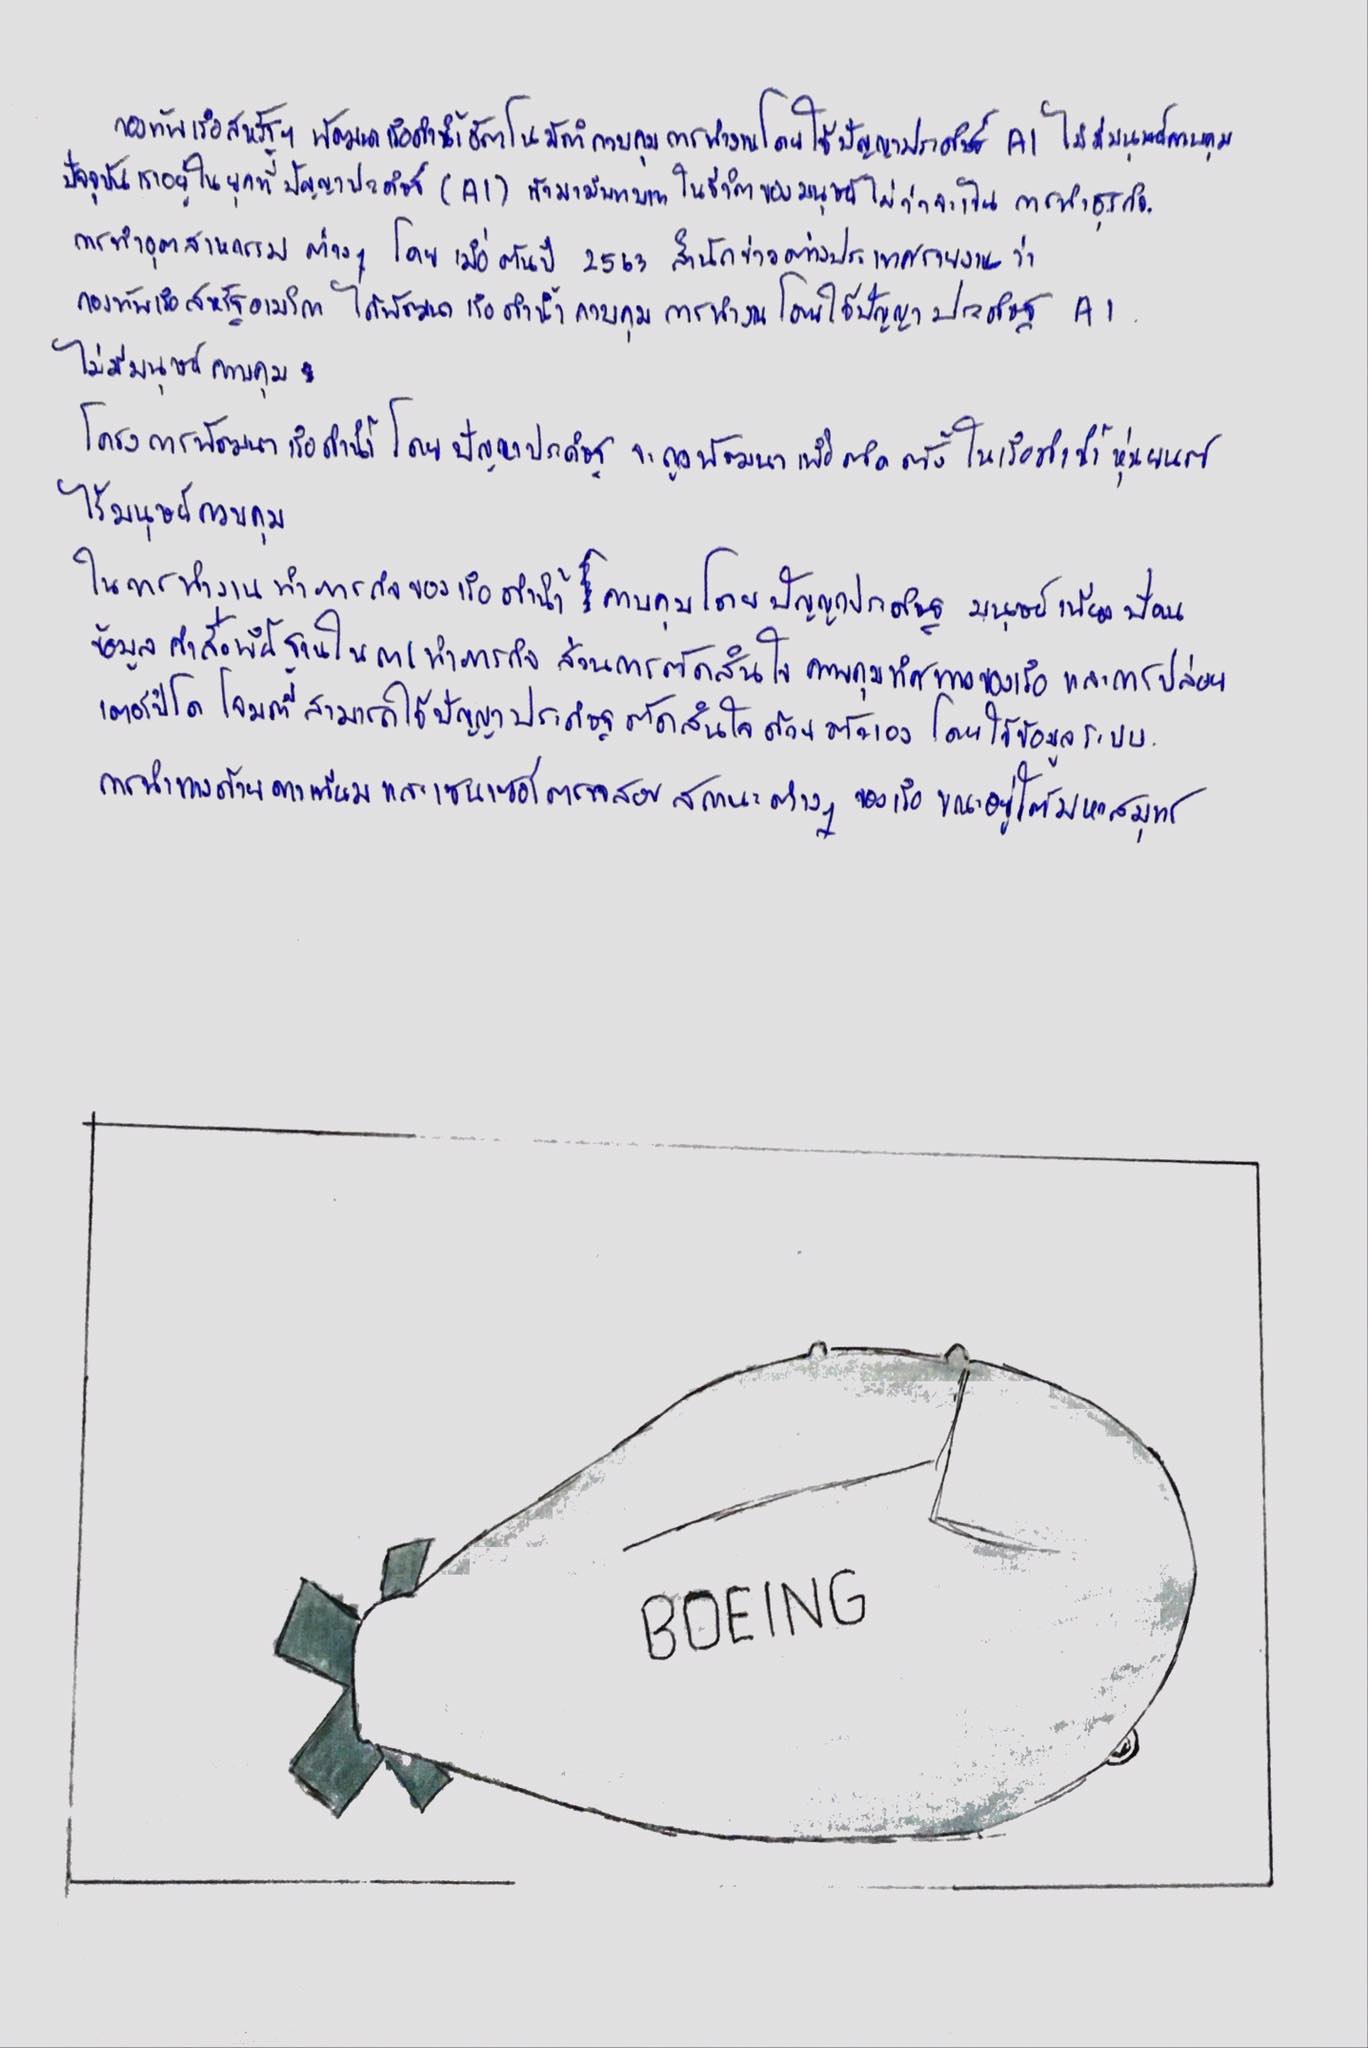 กองทัพเรือสหรัฐฯ พัฒนาเรือดำน้ำอัตโนมัติควบคุมการทำงานโดยใช้ปัญญาประดิษฐ์ AI ไม่มีมนุษย์ควบคุม
ปัจจุบันเราอยู่ในยุคที่ปัญญาประดิษฐ์ (AI) เข้ามามีบทบาทในชีวิตของมนุษย์ไม่ว่าจะเป็น การทำธุรกิจ.
การทำอุตสาหกรรม ต่างๆ โดย เมื่อต้นปี 2563 สำนักข่าวต่างประเทศรายงานว่า
กองทัพเรือสหรัฐอเมริกา ได้พัฒนา เรือดำน้ำ ควบคุม การทำงาน โดยใช้ปัญญา ประดิษฐ์ AI.
ไม่มีมนุษย์ควบคุม
โครงการพัฒนา เรือดำน้ำ โดย ปัญญาประดิษฐ จะถูกพัฒนาเพื่อติด ตั้ง ในเรือดำน้ำ หุ่นยนต์
ไร้มนุษย์ควบคุม
ในการทำงาน ทำภารกิจของเรือดำน้ำ ควบคุมโดย ปัญญาประดิษฐ มนุษย์ เพียงป้อน
ข้อมูล คำสั่งพื้นฐานในการทำภารกิจ ส่วนการตัดสินใจ ควบคุมทิศทางของเรือ และการปล่อย
ตอร์ปิโด โจมตี สามารถใช้ปัญญาประดิษฐ ตัดสินใจ ด้วย ตัวเอง โดยใช้ข้อมูลระบบ.
การนำทางด้วยดาวเทียม และเซนเซอร์ตรวจสอบ สถานะต่างๆ ของเรือ ขณะอยู่ใต้มหาสมุทร
BOEING